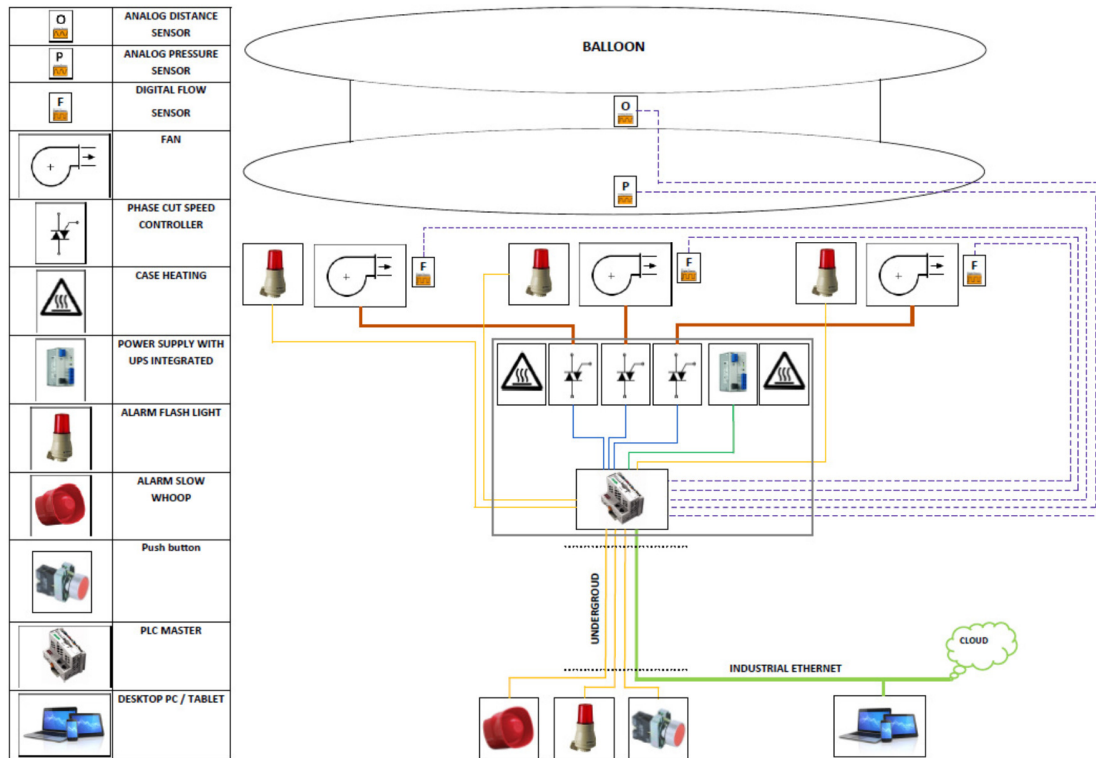 O
ANALOG DISTANCE
SENSOR
P
ANALOG PRESSURE
SENSOR
F
DIGITAL FLOW
SENSOR
FAN
PHASE CUT SPEED
CONTROLLER
CASE HEATING
POWER SUPPLY WITH
UPS INTEGRATED
ALARM FLASH LIGHT
ALARM SLOW
WHOOP
Push button
PLC MASTER
DESKTOP PC / TABLET
BALLOON
O
P
F
F
F
UNDERGROUD
CLOUD
INDUSTRIAL ETHERNET